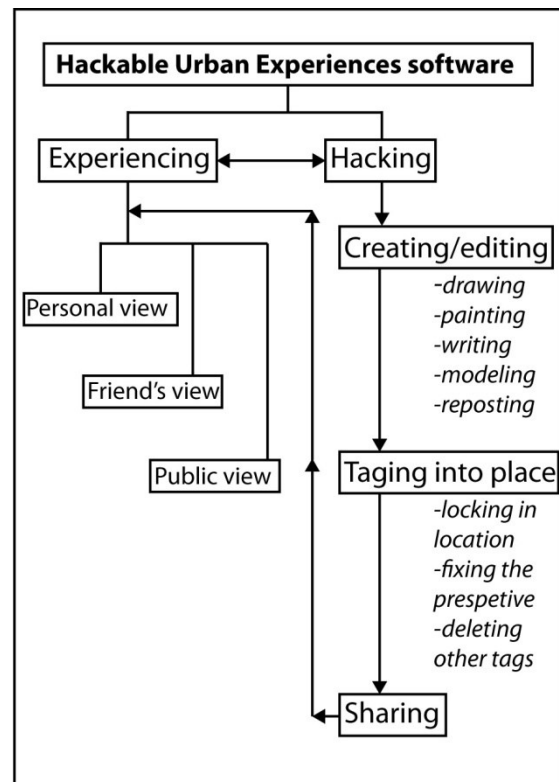 Hackable Urban Experiences software
Experiencing
Hacking
Creating/editing
-drawing
-painting
-writing
-modeling
-reposting
Personal view
Friend's view
Public view
Taging into place
-locking in
location
-fixing the
prespetive
-deleting
other tags
Sharing